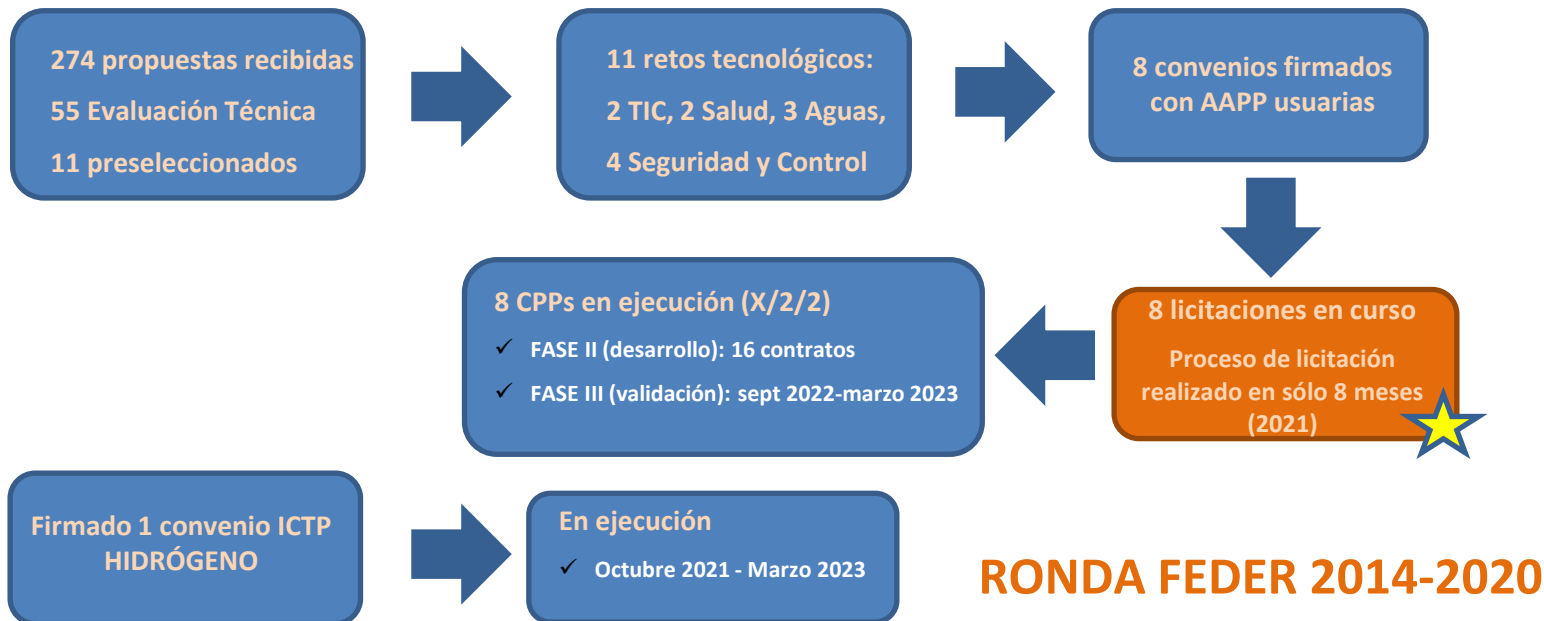 274 propuestas recibidas
55 Evaluación Técnica
11 preseleccionados
11 retos tecnológicos:
2 TIC, 2 Salud, 3 Aguas,
4 Seguridad y Control
8 convenios firmados
con AAPP usuarias
8 licitaciones en curso
Proceso de licitación
realizado en sólo 8 meses
(2021)
8 CPPs en ejecución (X/2/2)
✓ FASE II (desarrollo): 16 contratos
✓ FASE III (validación): sept 2022-marzo 2023
Firmado 1 convenio ICTP
HIDRÓGENO
En ejecución
✓ Octubre 2021 - Marzo 2023
RONDA FEDER 2014-2020